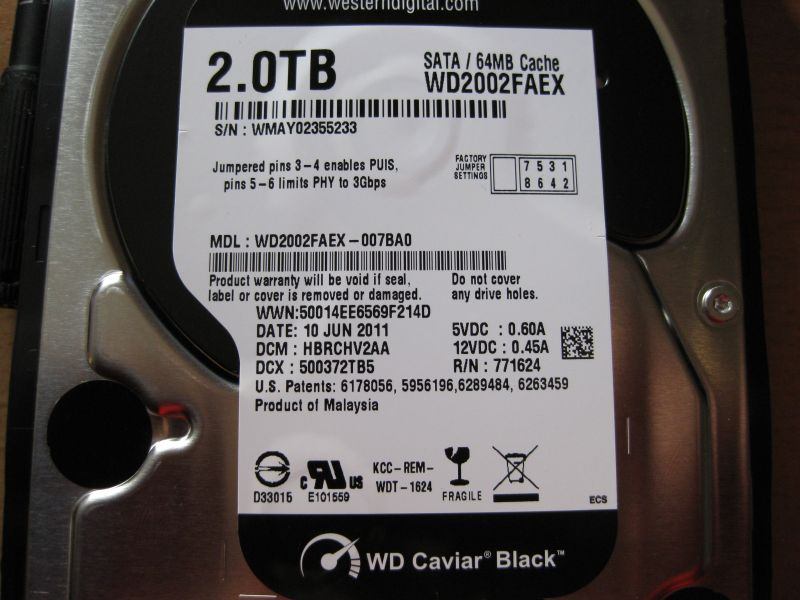 www.westerndigital.com
2.0TB
SATA / 64MB Cache
WD2002FAEX
S/N : WMAY02355233
Jumpered pins 3-4 enables PUIS,
pins 5-6 limits PHY to 3Gbps
FACTORY
JUMPER
SETTINGS
7 5 3 1
8 6 4 2
MDL : WD2002FAEX-007BA0
Product warranty will be void if seal,
label or cover is removed or damaged.
Do not cover
any drive holes.
WWN:50014EE6569F214D
DATE: 10 JUN 2011
DCM : HBRCHV2AA
DCX : 500372TB5
5VDC : 0.60A
12VDC : 0.45A
R/N : 771624
U.S. Patents: 6178056, 5956196,6289484, 6263459
Product of Malaysia
D33015
c RU US
E101559
KCC-REM-
WDT-1624
FRAGILE
ECS
WD Caviar® Black™